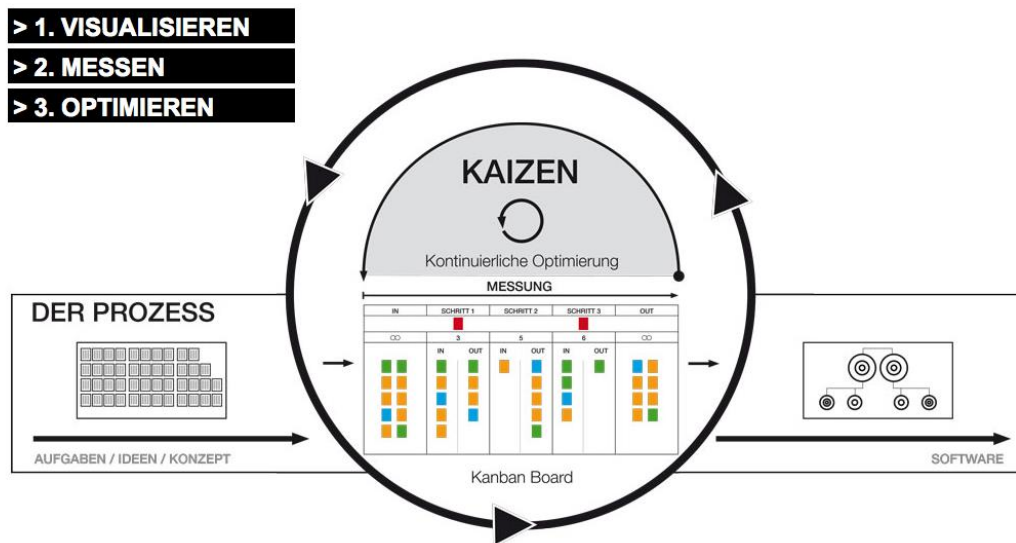 > 1. VISUALISIEREN
> 2. MESSEN
> 3. OPTIMIEREN
KAIZEN
Kontinuierliche Optimierung
MESSUNG
DER PROZESS
IN SCHRITT 1 SCHRITT 2 SCHRITT 3 OUT
∞ 3 5 6 ∞
IN OUT IN OUT IN OUT
AUFGABEN / IDEEN / KONZEPT
SOFTWARE
Kanban Board